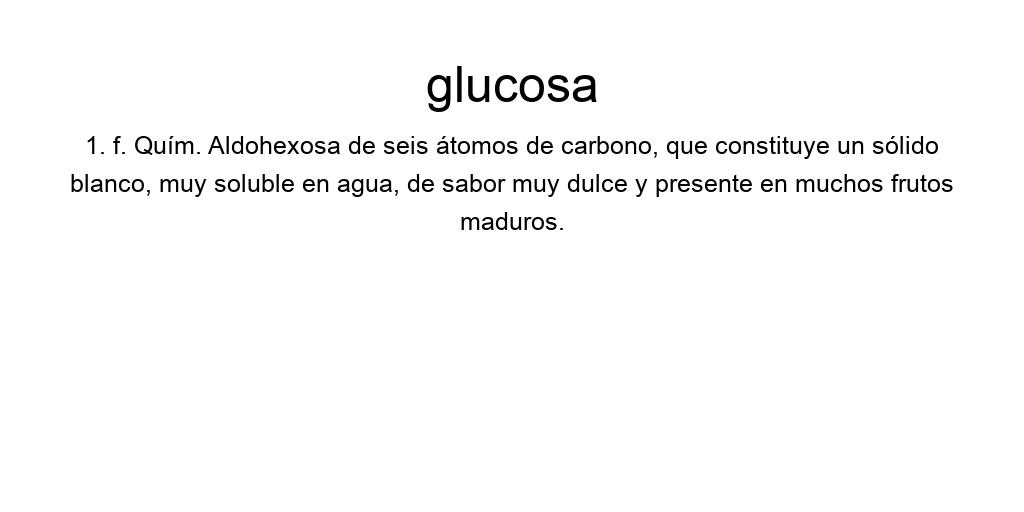 glucosa
1. f. Quím. Aldohexosa de seis átomos de carbono, que constituye un sólido
blanco, muy soluble en agua, de sabor muy dulce y presente en muchos frutos
maduros.